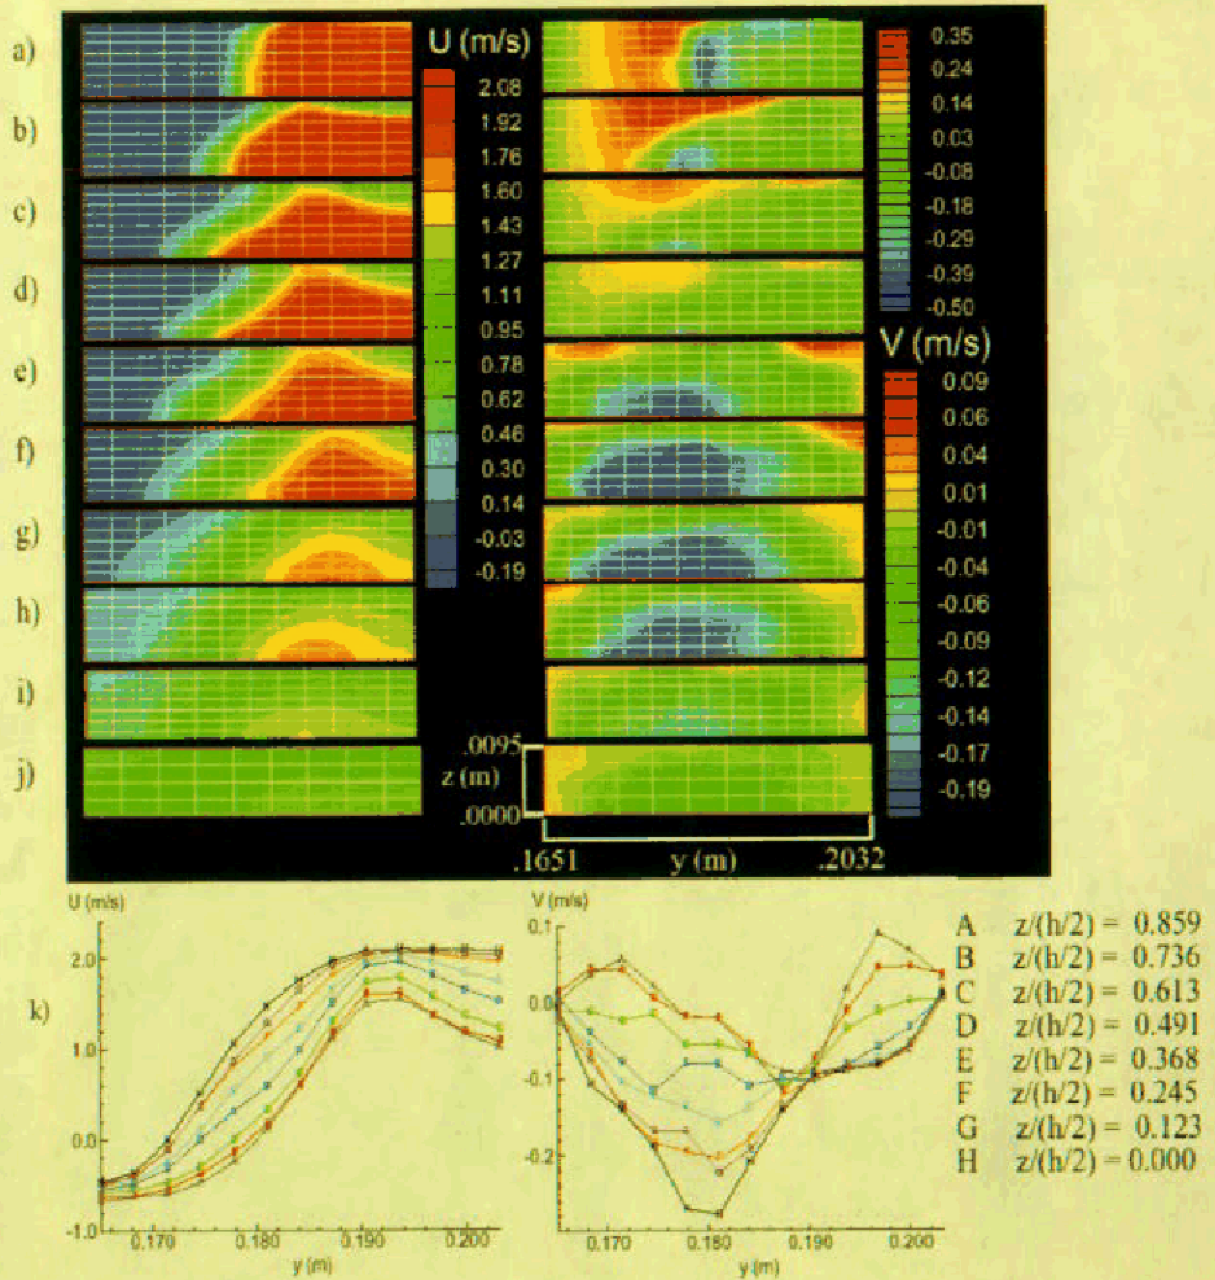 a)
b)
c)
d)
e)
f)
g)
h)
i)
j)
U (m/s)
2.08
1.92
1.76
1.60
1.43
1.27
1.11
0.95
0.78
0.62
0.46
0.30
0.14
-0.03
-0.19
0.35
0.24
0.14
0.03
-0.08
-0.18
-0.29
-0.39
-0.50
V (m/s)
0.09
0.06
0.04
0.01
-0.01
-0.04
-0.06
-0.09
-0.12
-0.14
-0.17
-0.19
.0095
z (m)
.0000
.1651 y (m) .2032
k)
U (m/s)
2.0
1.0
0.0
-1.0
0.170 0.180 0.190 0.200
y (m)
V (m/s)
0.1
0.0
-0.1
-0.2
0.170 0.180 0.190 0.200
y (m)
A z/(h/2) = 0.859
B z/(h/2) = 0.736
C z/(h/2) = 0.613
D z/(h/2) = 0.491
E z/(h/2) = 0.368
F z/(h/2) = 0.245
G z/(h/2) = 0.123
H z/(h/2) = 0.000